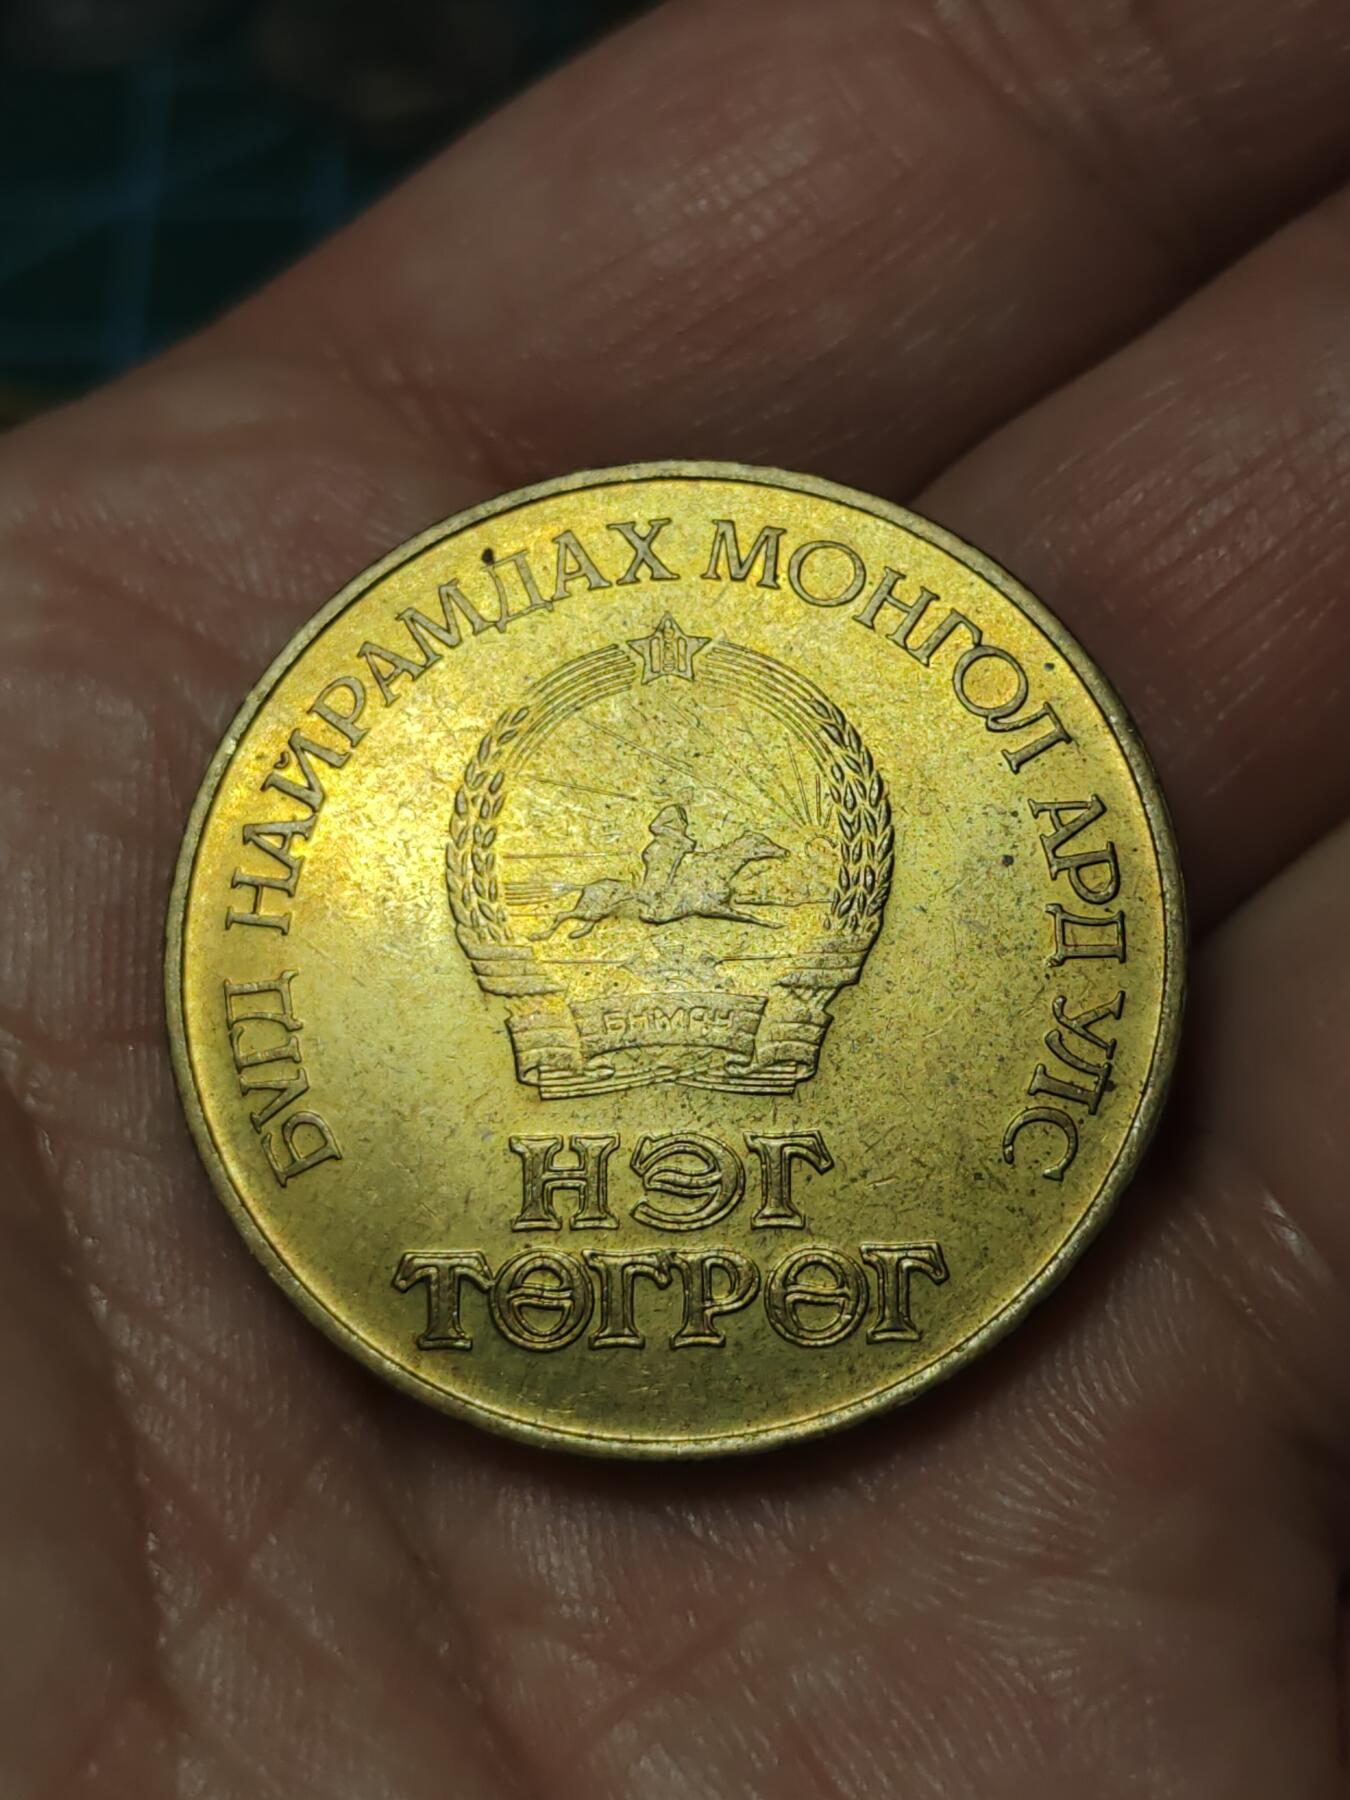 БҮГД НАЙРАМДАХ МОНГОЛ АРД УЛС
БНМАУ
НЭГ
ТӨГРӨГ